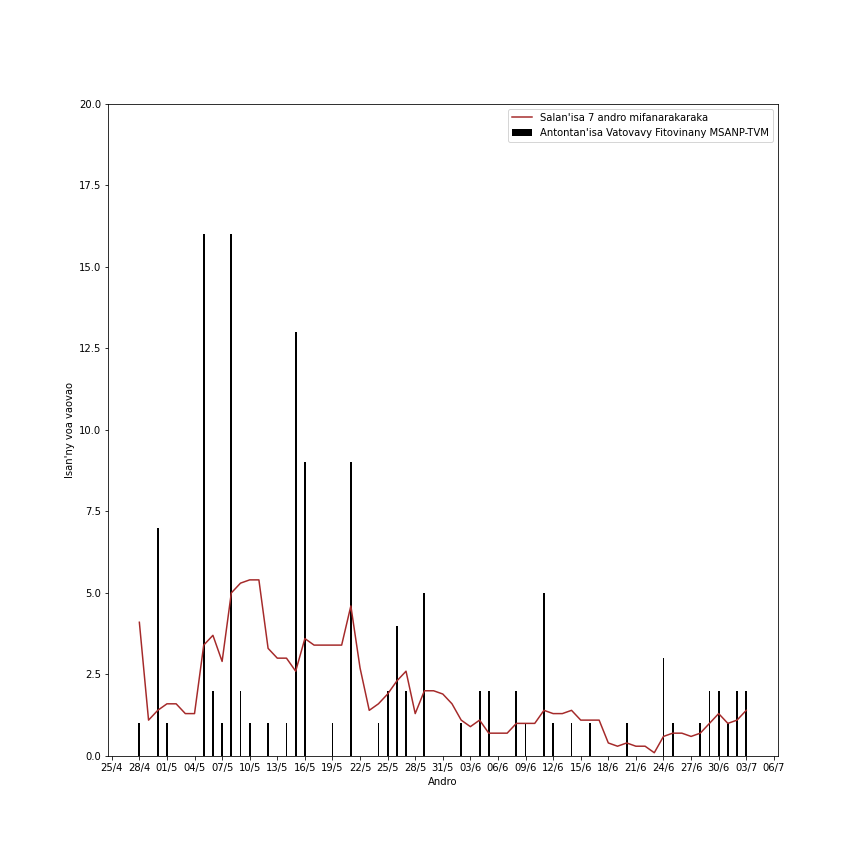 20.0
17.5
15.0
12.5
10.0
7.5
5.0
2.5
0.0
Isan'ny voa vaovao
Salan'isa 7 andro mifanarakaraka
Antontan'isa Vatovavy Fitovinany MSANP-TVM
25/4 28/4 01/5 04/5 07/5 10/5 13/5 16/5 19/5 22/5 25/5 28/5 31/5 03/6 06/6 09/6 12/6 15/6 18/6 21/6 24/6 27/6 30/6 03/7 06/7
Andro